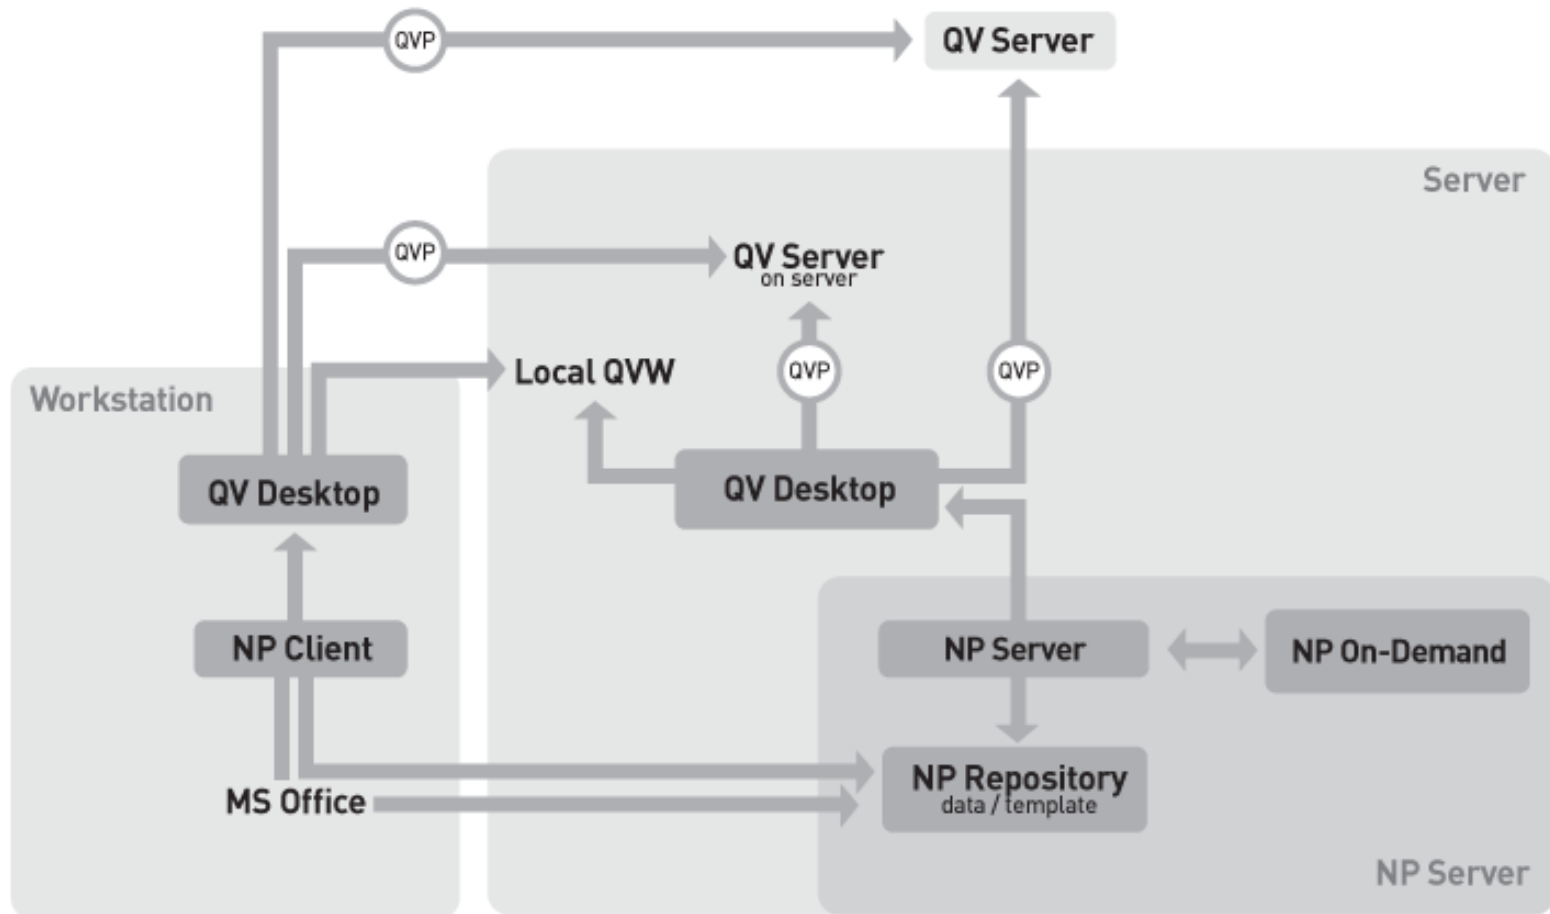 QVP
QV Server
Server
QVP
QV Server
on server
Local QVW
QVP
QVP
Workstation
QV Desktop
QV Desktop
NP Client
NP Server
NP On-Demand
MS Office
NP Repository
data / template
NP Server